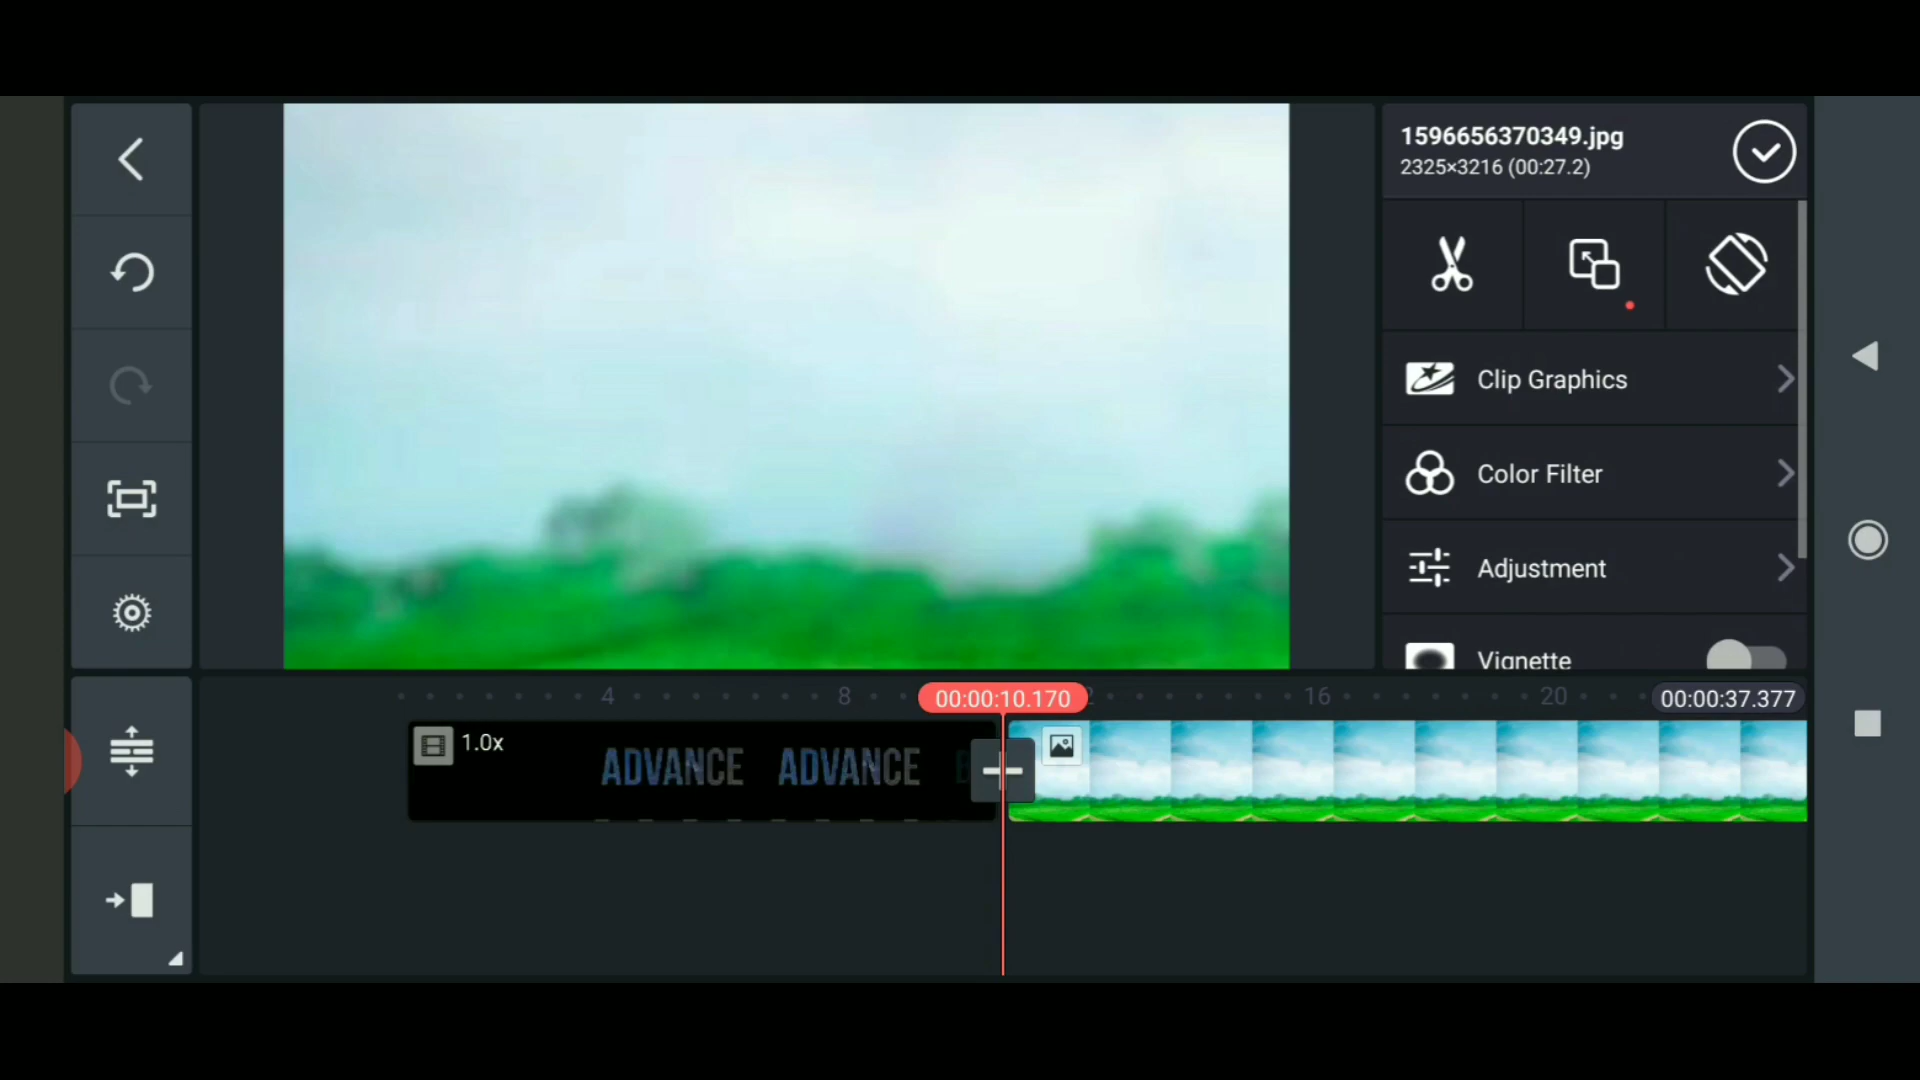 1596656370349.jpg
2325×3216 (00:27.2)
Clip Graphics
Color Filter
Adjustment
Vignette
4
8
00:00:10.170
16
20
00:00:37.377
1.0x
ADVANCE ADVANCE